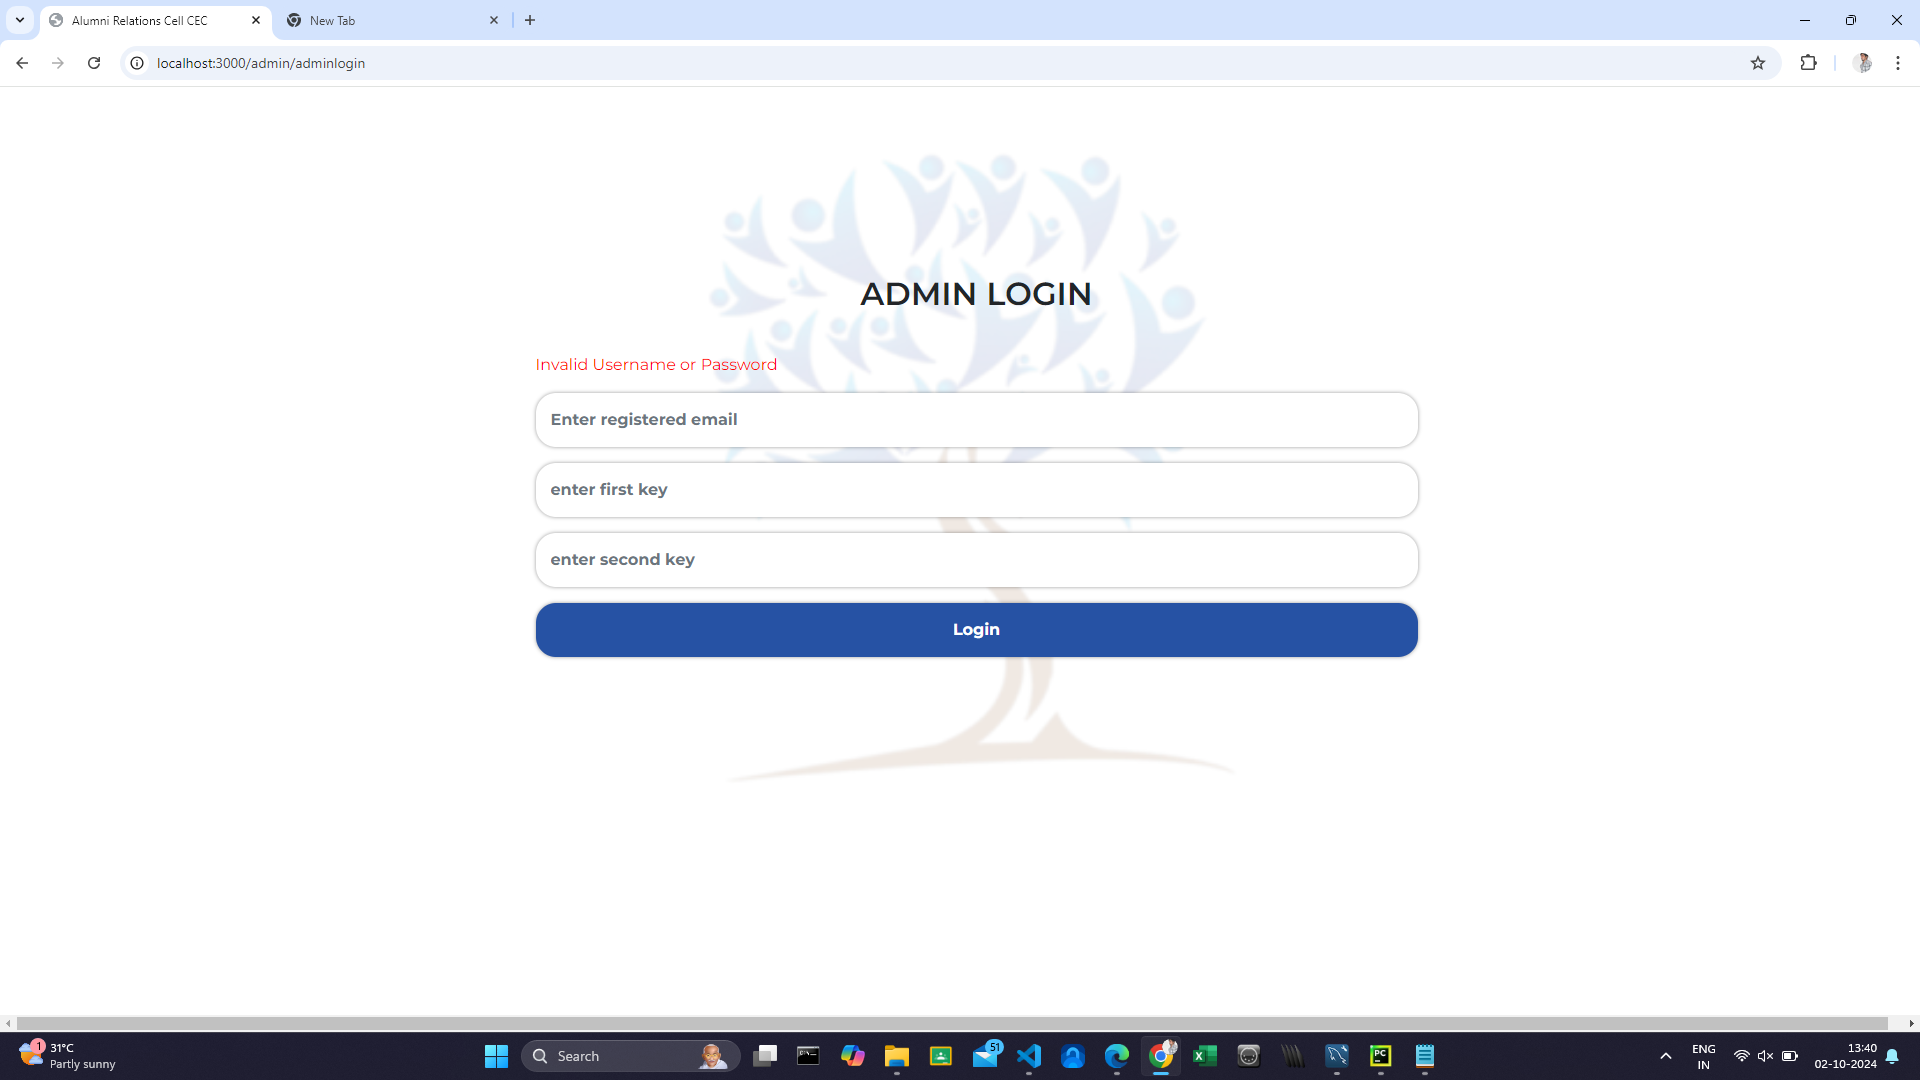 Alumni Relations Cell CEC
New Tab
localhost:3000/admin/adminlogin
ADMIN LOGIN
Invalid Username or Password
Enter registered email
enter first key
enter second key
Login
1
31°C
Partly sunny
Search
51
PC
ENG
IN
13:40
02-10-2024